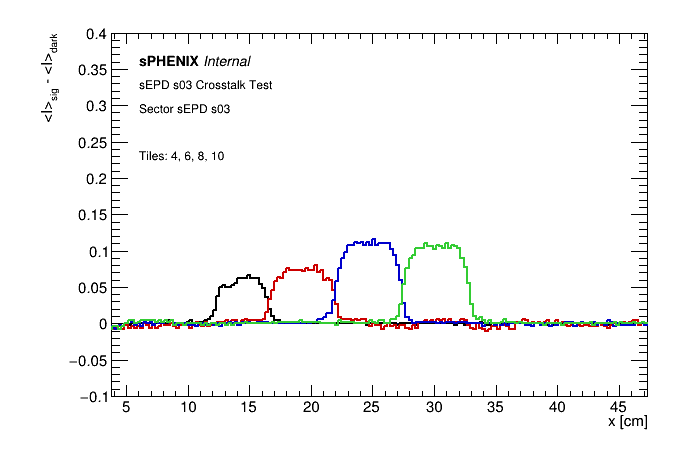 <I>sig - <I>dark
0.4
0.35
0.3
0.25
0.2
0.15
0.1
0.05
0
−0.05
−0.1
sPHENIX Internal
sEPD s03 Crosstalk Test
Sector sEPD s03
Tiles: 4, 6, 8, 10
5 10 15 20 25 30 35 40 45
x [cm]